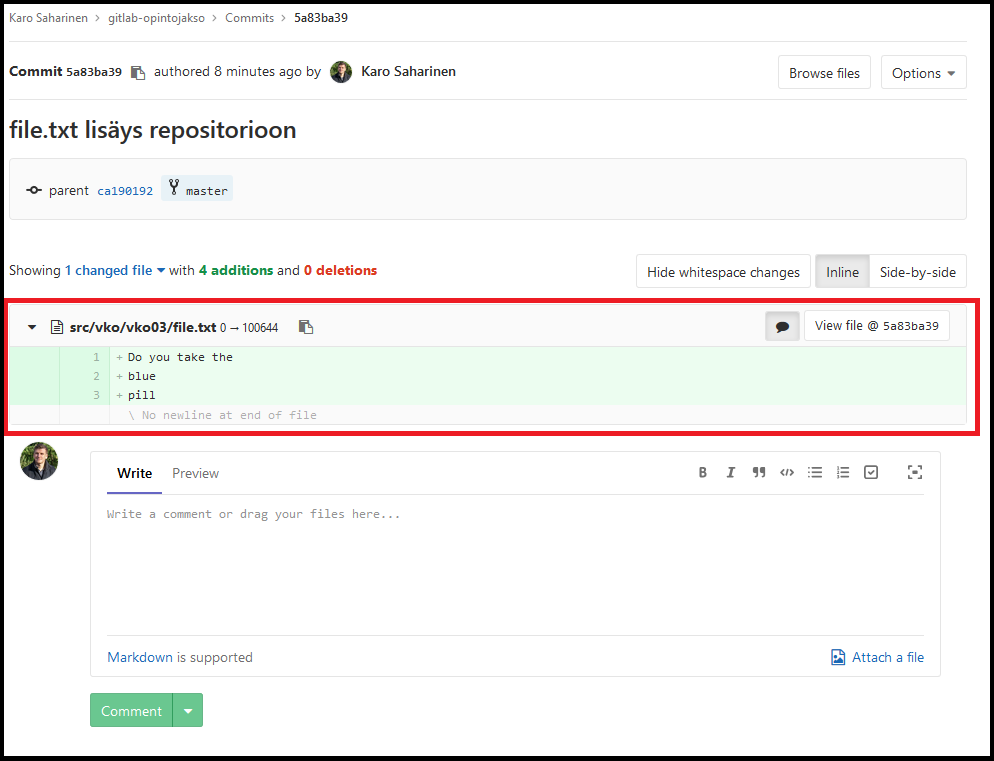 Karo Saharinen > gitlab-opintojakso > Commits > 5a83ba39
Commit 5a83ba39 authored 8 minutes ago by Karo Saharinen
Browse files
Options
file.txt lisäys repositorioon
parent ca190192 master
Showing 1 changed file with 4 additions and 0 deletions
Hide whitespace changes
Inline
Side-by-side
src/vko/vko03/file.txt 0 → 100644
View file @ 5a83ba39
1 + Do you take the
2 + blue
3 + pill
\ No newline at end of file
Write
Preview
Write a comment or drag your files here...
Markdown is supported
Attach a file
Comment